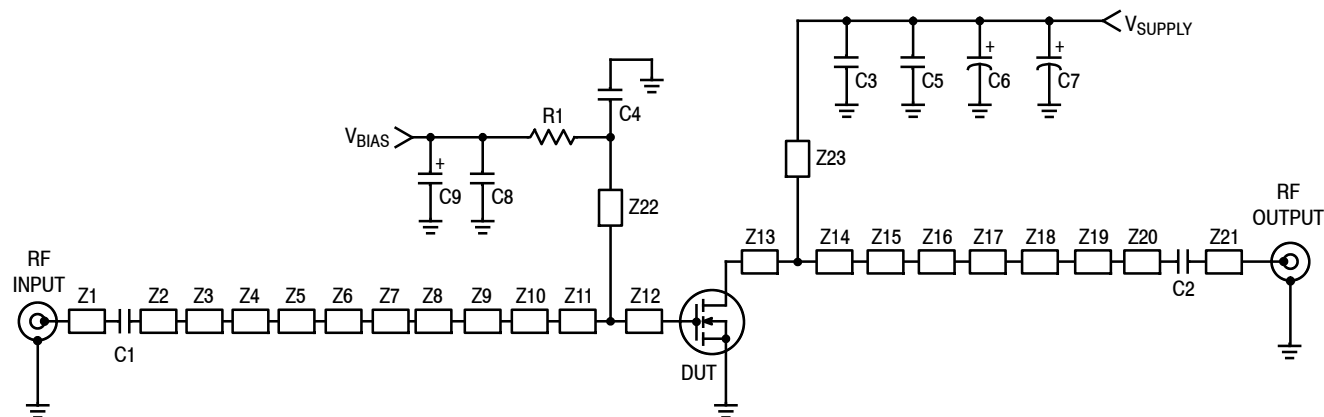 V_SUPPLY
+ +
C3 C5 C6 C7
C4
R1
V_BIAS
+
Z23
C9 C8
Z22
RF
OUTPUT
Z13 Z14 Z15 Z16 Z17 Z18 Z19 Z20 Z21
C2
RF
INPUT
Z1 Z2 Z3 Z4 Z5 Z6 Z7 Z8 Z9 Z10 Z11 Z12
C1
DUT